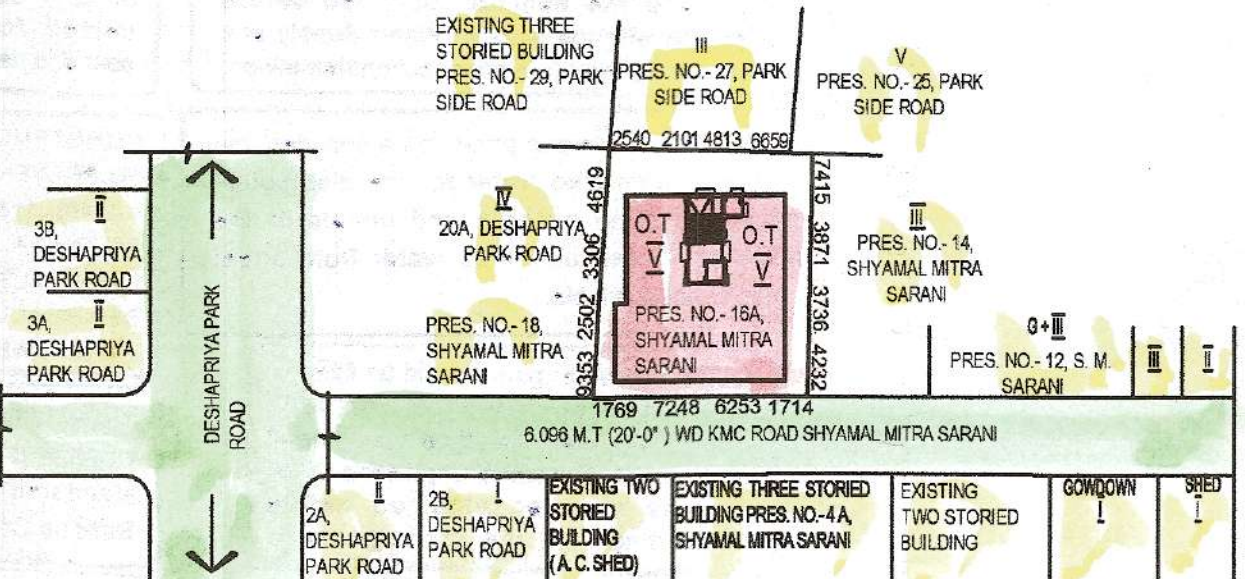 EXISTING THREE
STORIED BUILDING
PRES. NO.- 29, PARK
SIDE ROAD
III
PRES. NO.- 27, PARK
SIDE ROAD
V
PRES. NO.- 25, PARK
SIDE ROAD
2540 2101 4813 6659
II
3B,
DESHAPRIYA
PARK ROAD
II
3A,
DESHAPRIYA
PARK ROAD
DESHAPRIYA PARK
ROAD
IV
20A, DESHAPRIYA
PARK ROAD
PRES. NO.- 18,
SHYAMAL MITRA
SARANI
9353 2502 3306 4619
O.T
V
O.T
V
PRES. NO.- 16A,
SHYAMAL MITRA
SARANI
7415 3871 3736 4232
III
PRES. NO.- 14,
SHYAMAL MITRA
SARANI
G+III
PRES. NO.- 12, S. M.
SARANI
III
II
1769 7248 6253 1714
6.096 M.T (20'-0" ) WD KMC ROAD SHYAMAL MITRA SARANI
II
2A,
DESHAPRIYA
PARK ROAD
I
2B,
DESHAPRIYA
PARK ROAD
EXISTING TWO
STORIED
BUILDING
(A.C. SHED)
EXISTING THREE STORIED
BUILDING PRES. NO.-4 A,
SHYAMAL MITRA SARANI
EXISTING
TWO STORIED
BUILDING
GOWDOWN
I
SHED
I